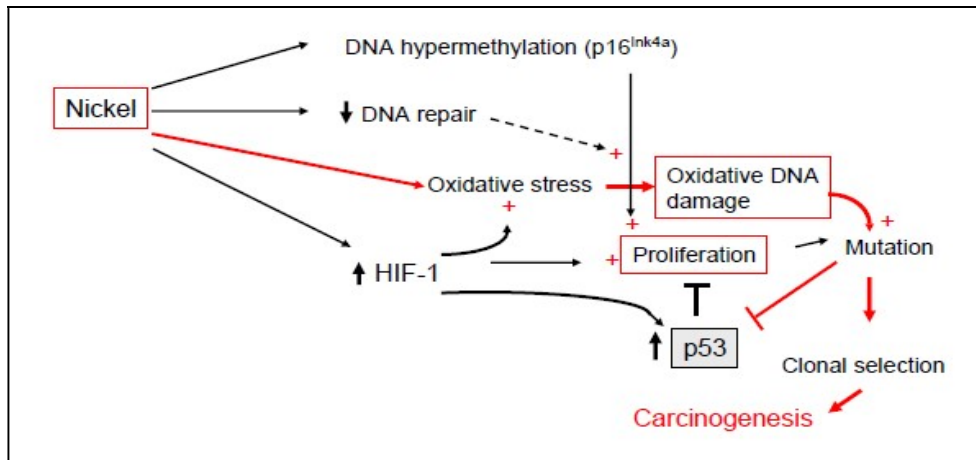 DNA hypermethylation (p16Ink4a)
Nickel
DNA repair
+
Oxidative stress
Oxidative DNA
damage
+
+
+
HIF-1
+
Proliferation
Mutation
p53
Clonal selection
Carcinogenesis